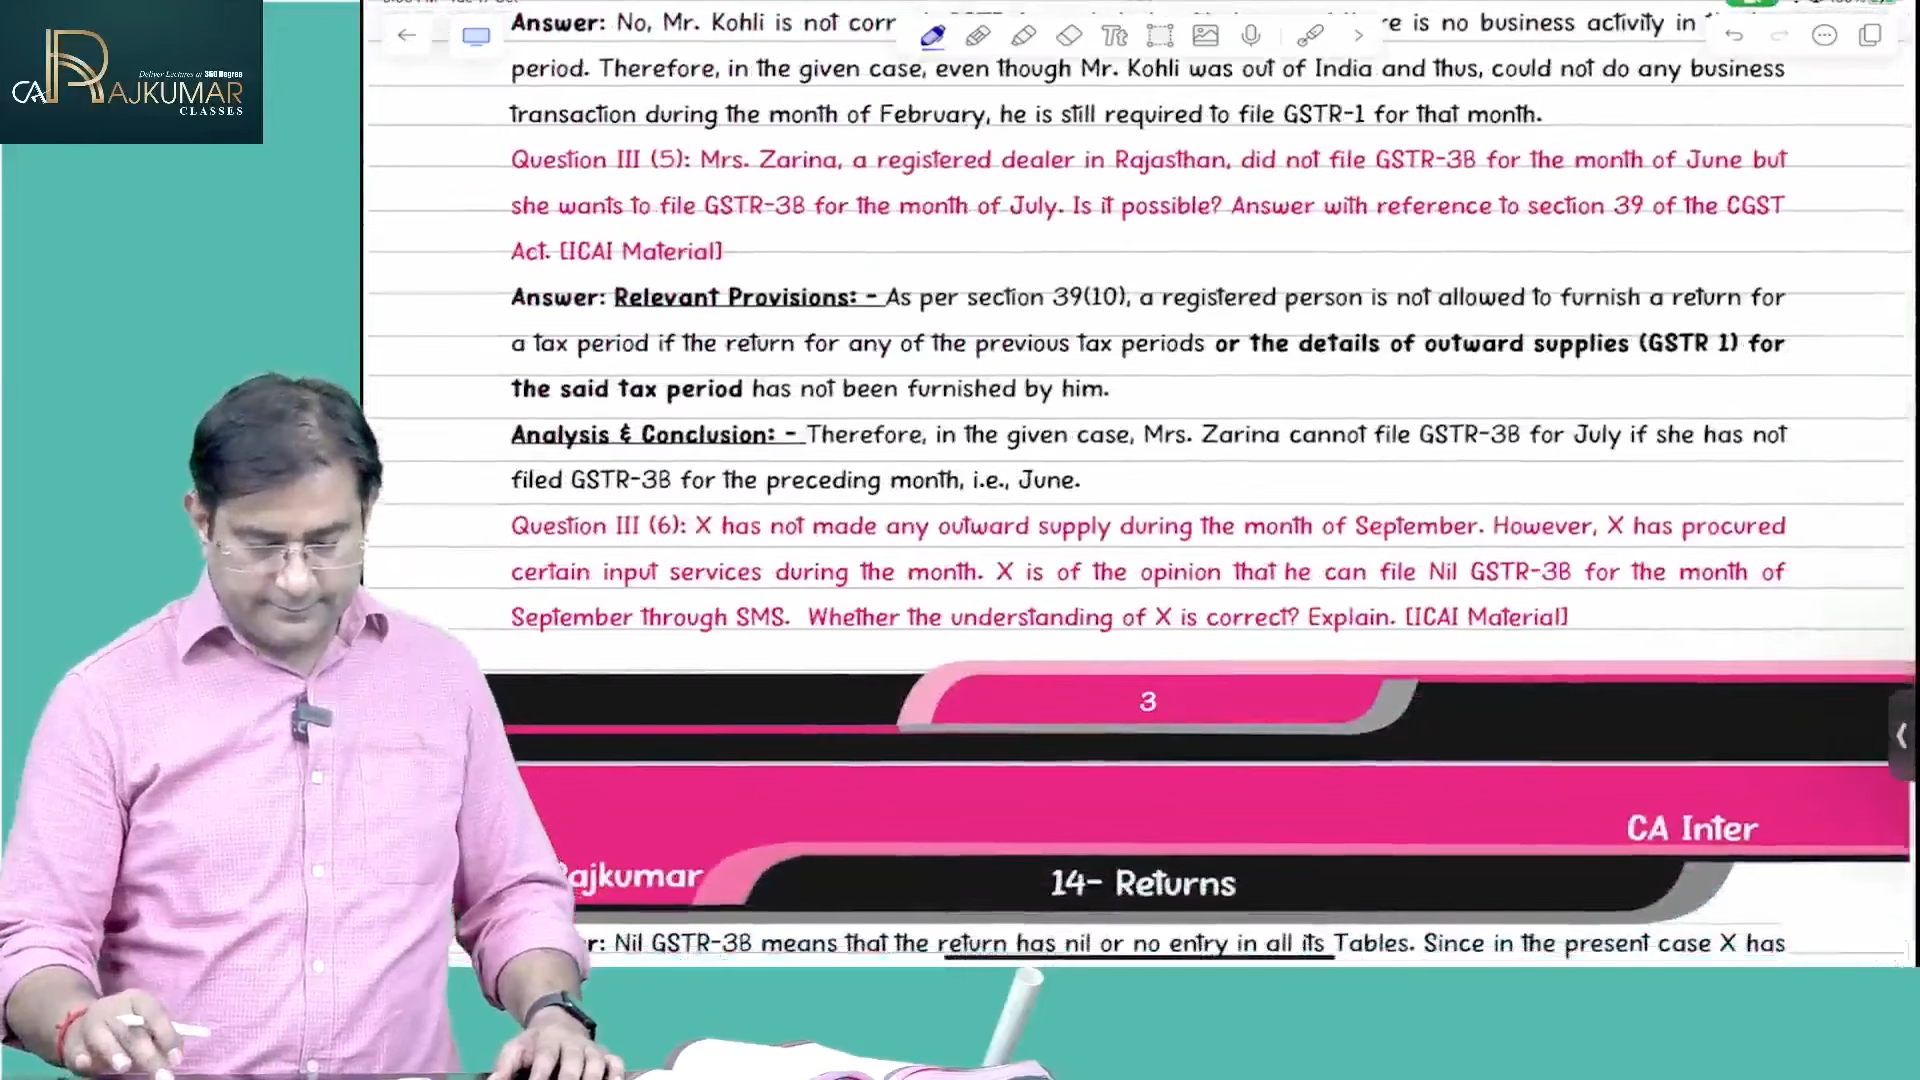 Deliver Lectures at 360 Degree
CA RAJKUMAR
CLASSES
Answer: No, Mr. Kohli is not corr re is no business activity in
period. Therefore, in the given case, even though Mr. Kohli was out of India and thus, could not do any business
transaction during the month of February, he is still required to file GSTR-1 for that month.
Question III (5): Mrs. Zarina, a registered dealer in Rajasthan, did not file GSTR-3B for the month of June but
she wants to file GSTR-3B for the month of July. Is it possible? Answer with reference to section 39 of the CGST
Act. [ICAI Material]
Answer: Relevant Provisions: - As per section 39(10), a registered person is not allowed to furnish a return for
a tax period if the return for any of the previous tax periods or the details of outward supplies (GSTR 1) for
the said tax period has not been furnished by him.
Analysis & Conclusion: - Therefore, in the given case, Mrs. Zarina cannot file GSTR-3B for July if she has not
filed GSTR-3B for the preceding month, i.e., June.
Question III (6): X has not made any outward supply during the month of September. However, X has procured
certain input services during the month. X is of the opinion that he can file Nil GSTR-3B for the month of
September through SMS. Whether the understanding of X is correct? Explain. [ICAI Material]
3
CA Inter
ajkumar
14- Returns
r: Nil GSTR-3B means that the return has nil or no entry in all its Tables. Since in the present case X has